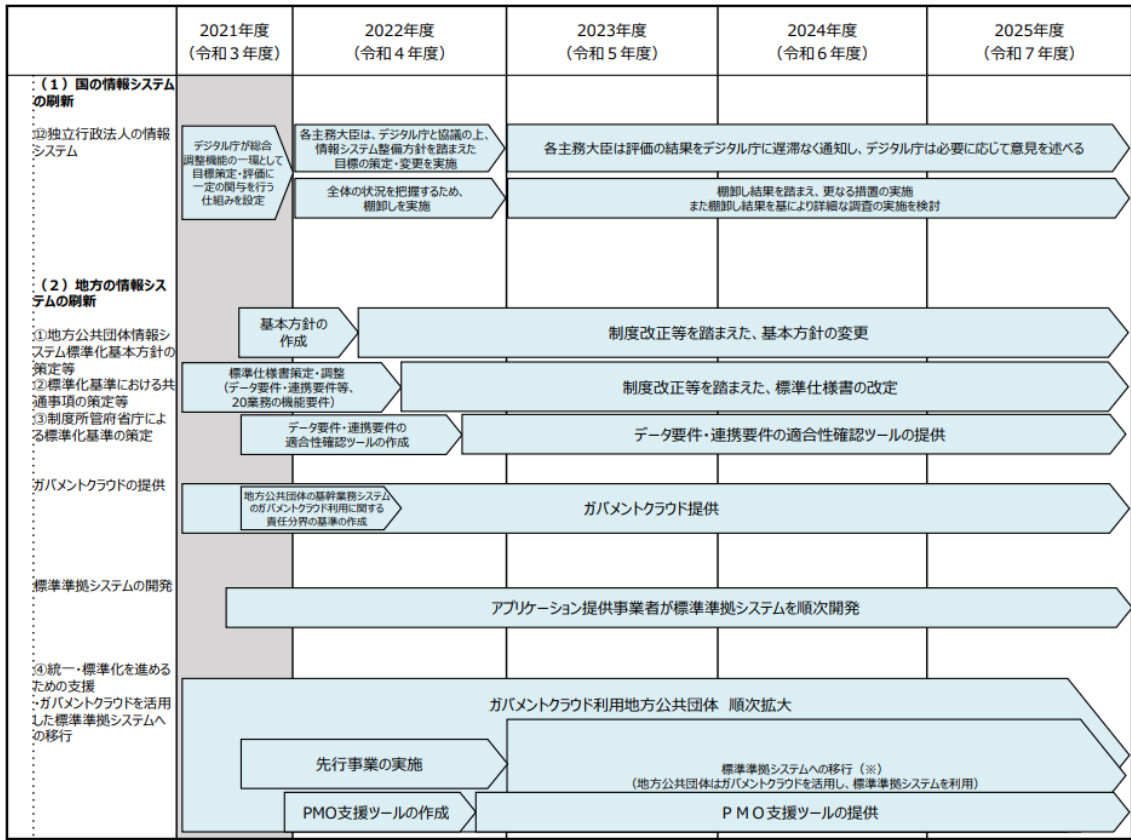 2021年度
（令和３年度）
2022年度
（令和４年度）
2023年度
（令和５年度）
2024年度
（令和６年度）
2025年度
（令和７年度）
（１）国の情報システム
の刷新
⑫独立行政法人の情報
システム
デジタル庁が総合
調整機能の一環として
目標策定・評価に
一定の関与を行う
仕組みを設定
各主務大臣は、デジタル庁と協議の上、
情報システム整備方針を踏まえた
目標の策定・変更を実施
各主務大臣は評価の結果をデジタル庁に遅滞なく通知し、デジタル庁は必要に応じて意見を述べる
全体の状況を把握するため、
棚卸しを実施
棚卸し結果を踏まえ、更なる措置の実施
また棚卸し結果を基により詳細な調査の実施を検討
（２）地方の情報シス
テムの刷新
①地方公共団体情報シ
ステム標準化基本方針の
策定等
②標準化基準における共
通事項の策定等
③制度所管府省庁によ
る標準化基準の策定
基本方針の
作成
制度改正等を踏まえた、基本方針の変更
標準仕様書策定・調整
（データ要件・連携要件等、
20業務の機能要件）
制度改正等を踏まえた、標準仕様書の改定
データ要件・連携要件の
適合性確認ツールの作成
データ要件・連携要件の適合性確認ツールの提供
ガバメントクラウドの提供
地方公共団体の基幹業務システム
のガバメントクラウド利用に関する
責任分界の基準の作成
ガバメントクラウド提供
標準準拠システムの開発
アプリケーション提供事業者が標準準拠システムを順次開発
④統一・標準化を進める
ための支援
・ガバメントクラウドを活用
した標準準拠システムへの
移行
ガバメントクラウド利用地方公共団体　順次拡大
先行事業の実施
標準準拠システムへの移行（※）
（地方公共団体はガバメントクラウドを活用し、標準準拠システムを利用）
PMO支援ツールの作成
ＰＭＯ支援ツールの提供